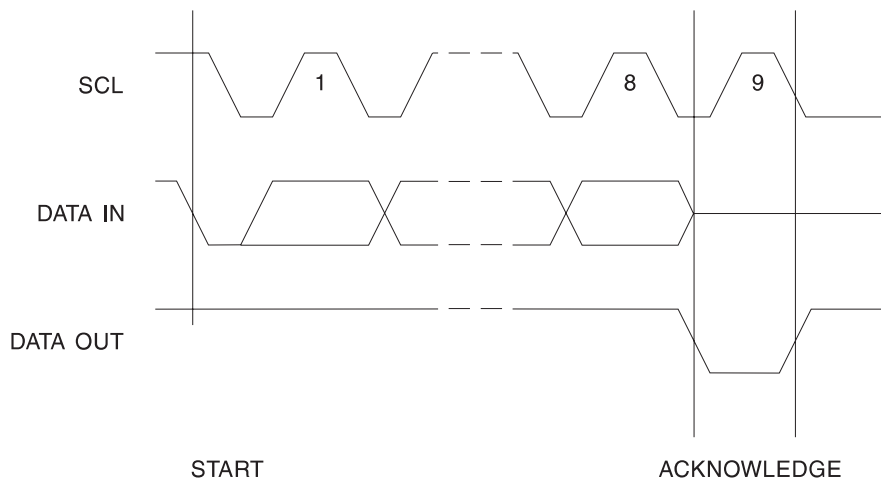 SCL
1
8
9
DATA IN
DATA OUT
START
ACKNOWLEDGE